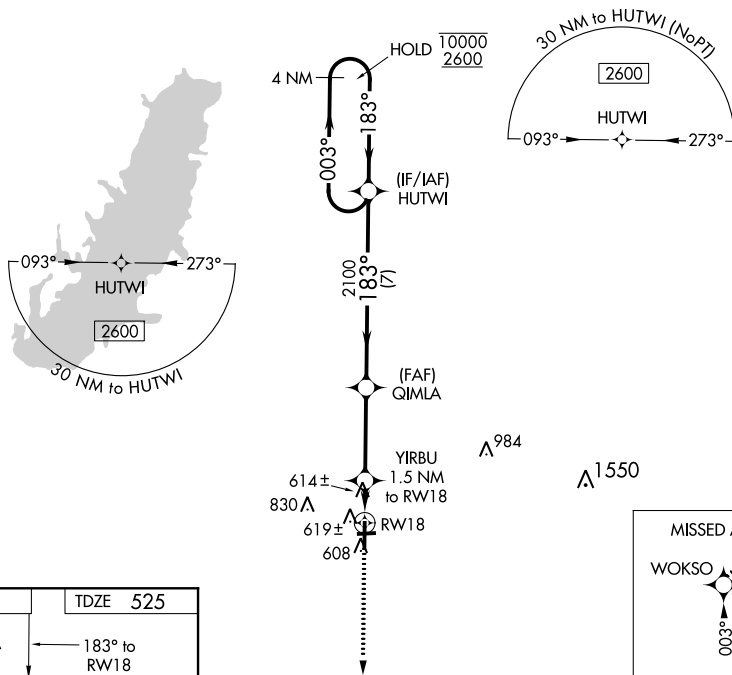 30 NM to HUTWI (NoPT)
2600
HUTWI
093°
273°
HOLD
10000
2600
4 NM
003°
183°
(IF/IAF)
HUTWI
093°
273°
HUTWI
2600
30 NM to HUTWI
2100
183°
(7)
(FAF)
QIMLA
984
YIRBU
1.5 NM
to RW18
1550
614±
830
619±
RW18
608
MISSED
WOKSO
003°
TDZE 525
183° to
RW18